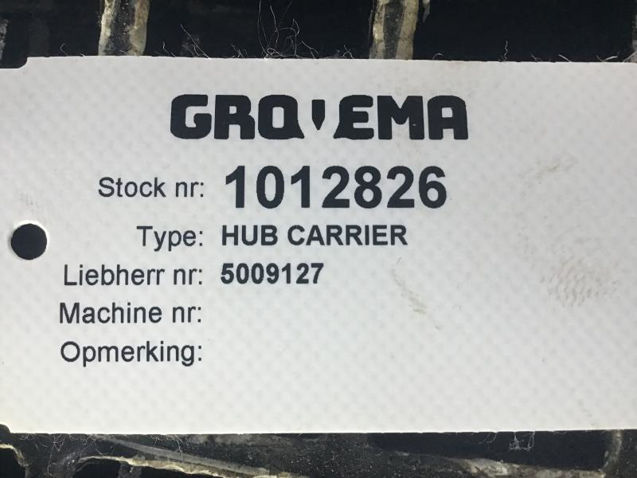 GROVEMA
Stock nr: 1012826
Type: HUB CARRIER
Liebherr nr: 5009127
Machine nr:
Opmerking: